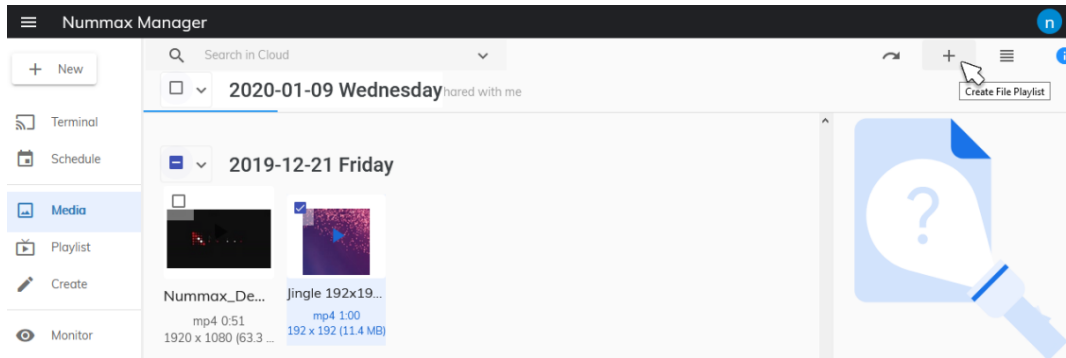 Nummax Manager
n
+ New
Search in Cloud
2020-01-09 Wednesday hared with me
Create File Playlist
Terminal
Schedule
2019-12-21 Friday
Media
Playlist
Create
Monitor
Nummax_De...
mp4 0:51
1920 x 1080 (63.3 ...
Jingle 192x19...
mp4 1:00
192 x 192 (11.4 MB)